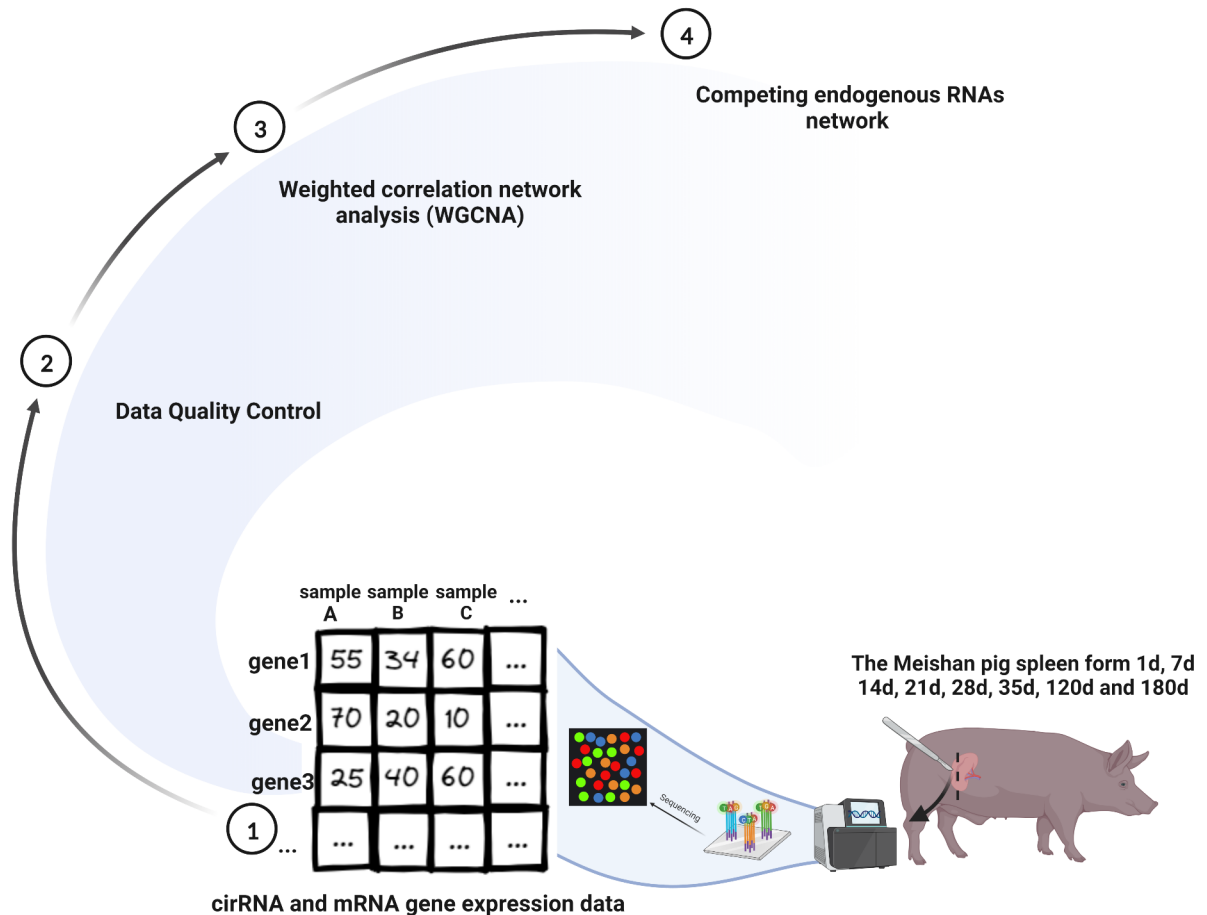 4
Competing endogenous RNAs
network
3
Weighted correlation network
analysis (WGCNA)
2
Data Quality Control
sample sample sample ...
A B C
gene1 55 34 60 ...
gene2 70 20 10 ...
gene3 25 40 60 ...
1 ... ... ... ... ...
cirRNA and mRNA gene expression data
Sequencing
The Meishan pig spleen form 1d, 7d
14d, 21d, 28d, 35d, 120d and 180d